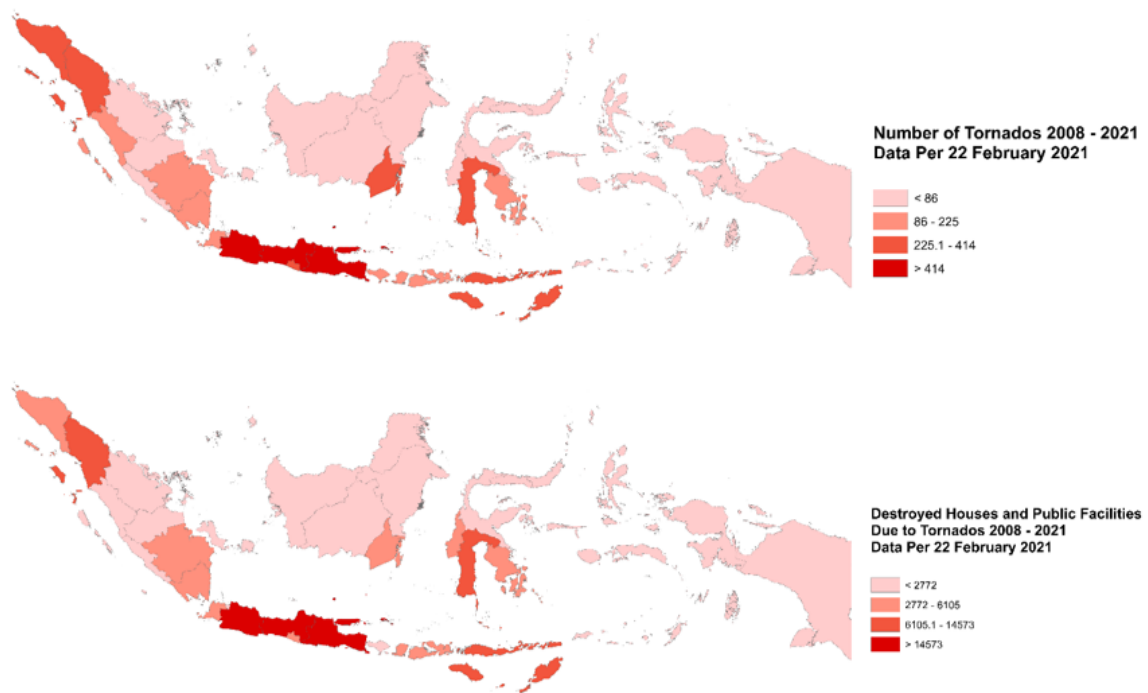 Number of Tornados 2008 - 2021
Data Per 22 February 2021
< 86
86 - 225
225.1 - 414
> 414
Destroyed Houses and Public Facilities
Due to Tornados 2008 - 2021
Data Per 22 February 2021
< 2772
2772 - 6105
6105.1 - 14573
> 14573